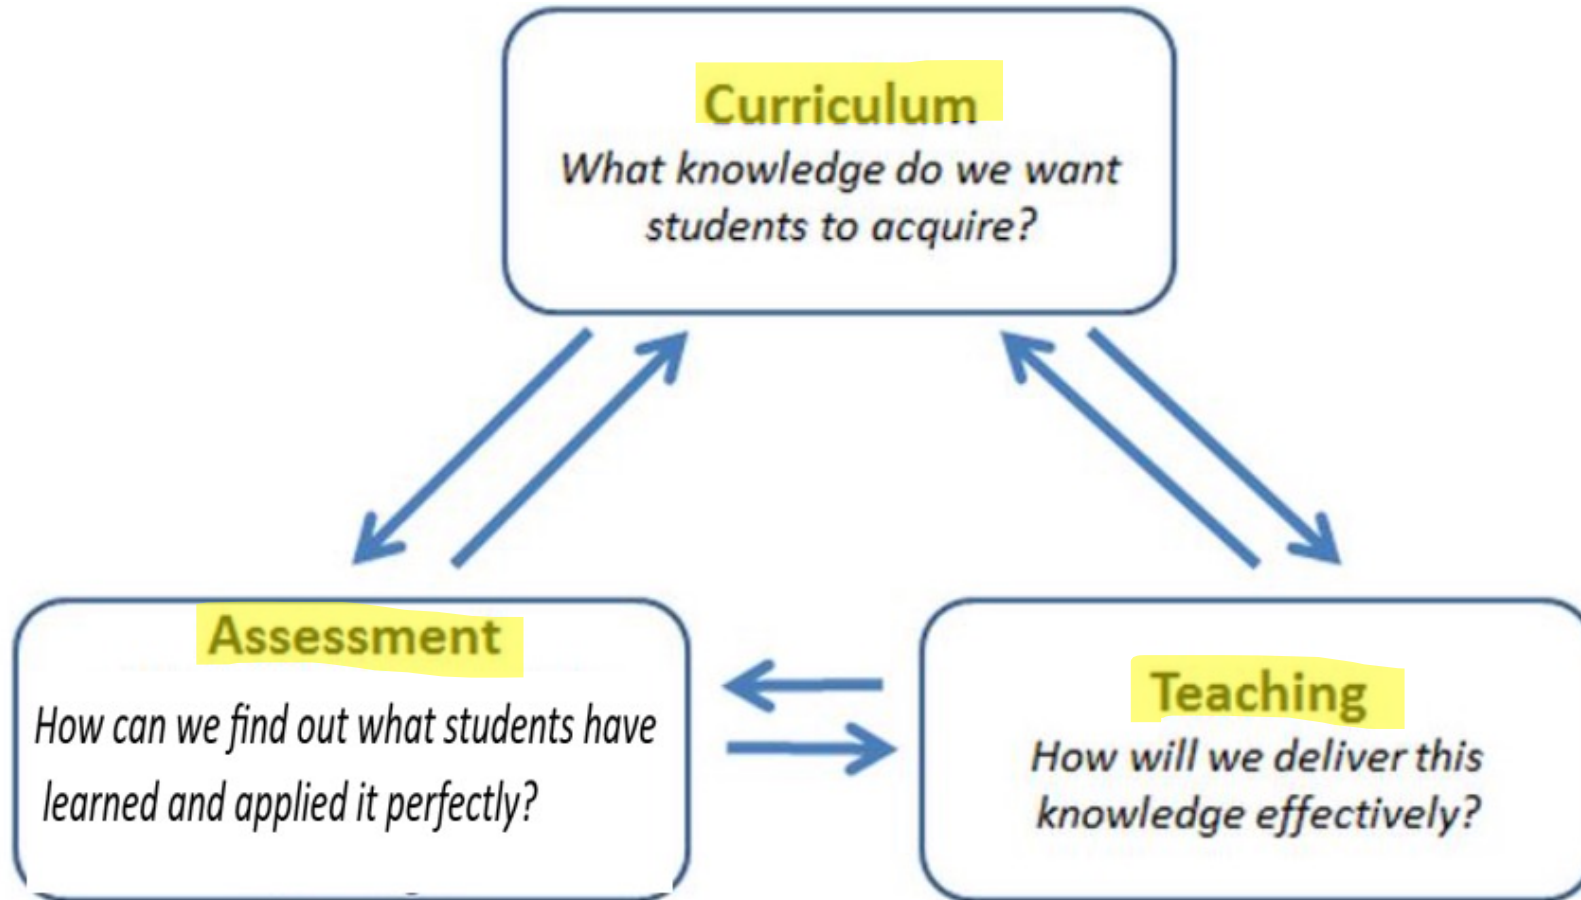 Curriculum
What knowledge do we want
students to acquire?
Assessment
How can we find out what students have
learned and applied it perfectly?
Teaching
How will we deliver this
knowledge effectively?